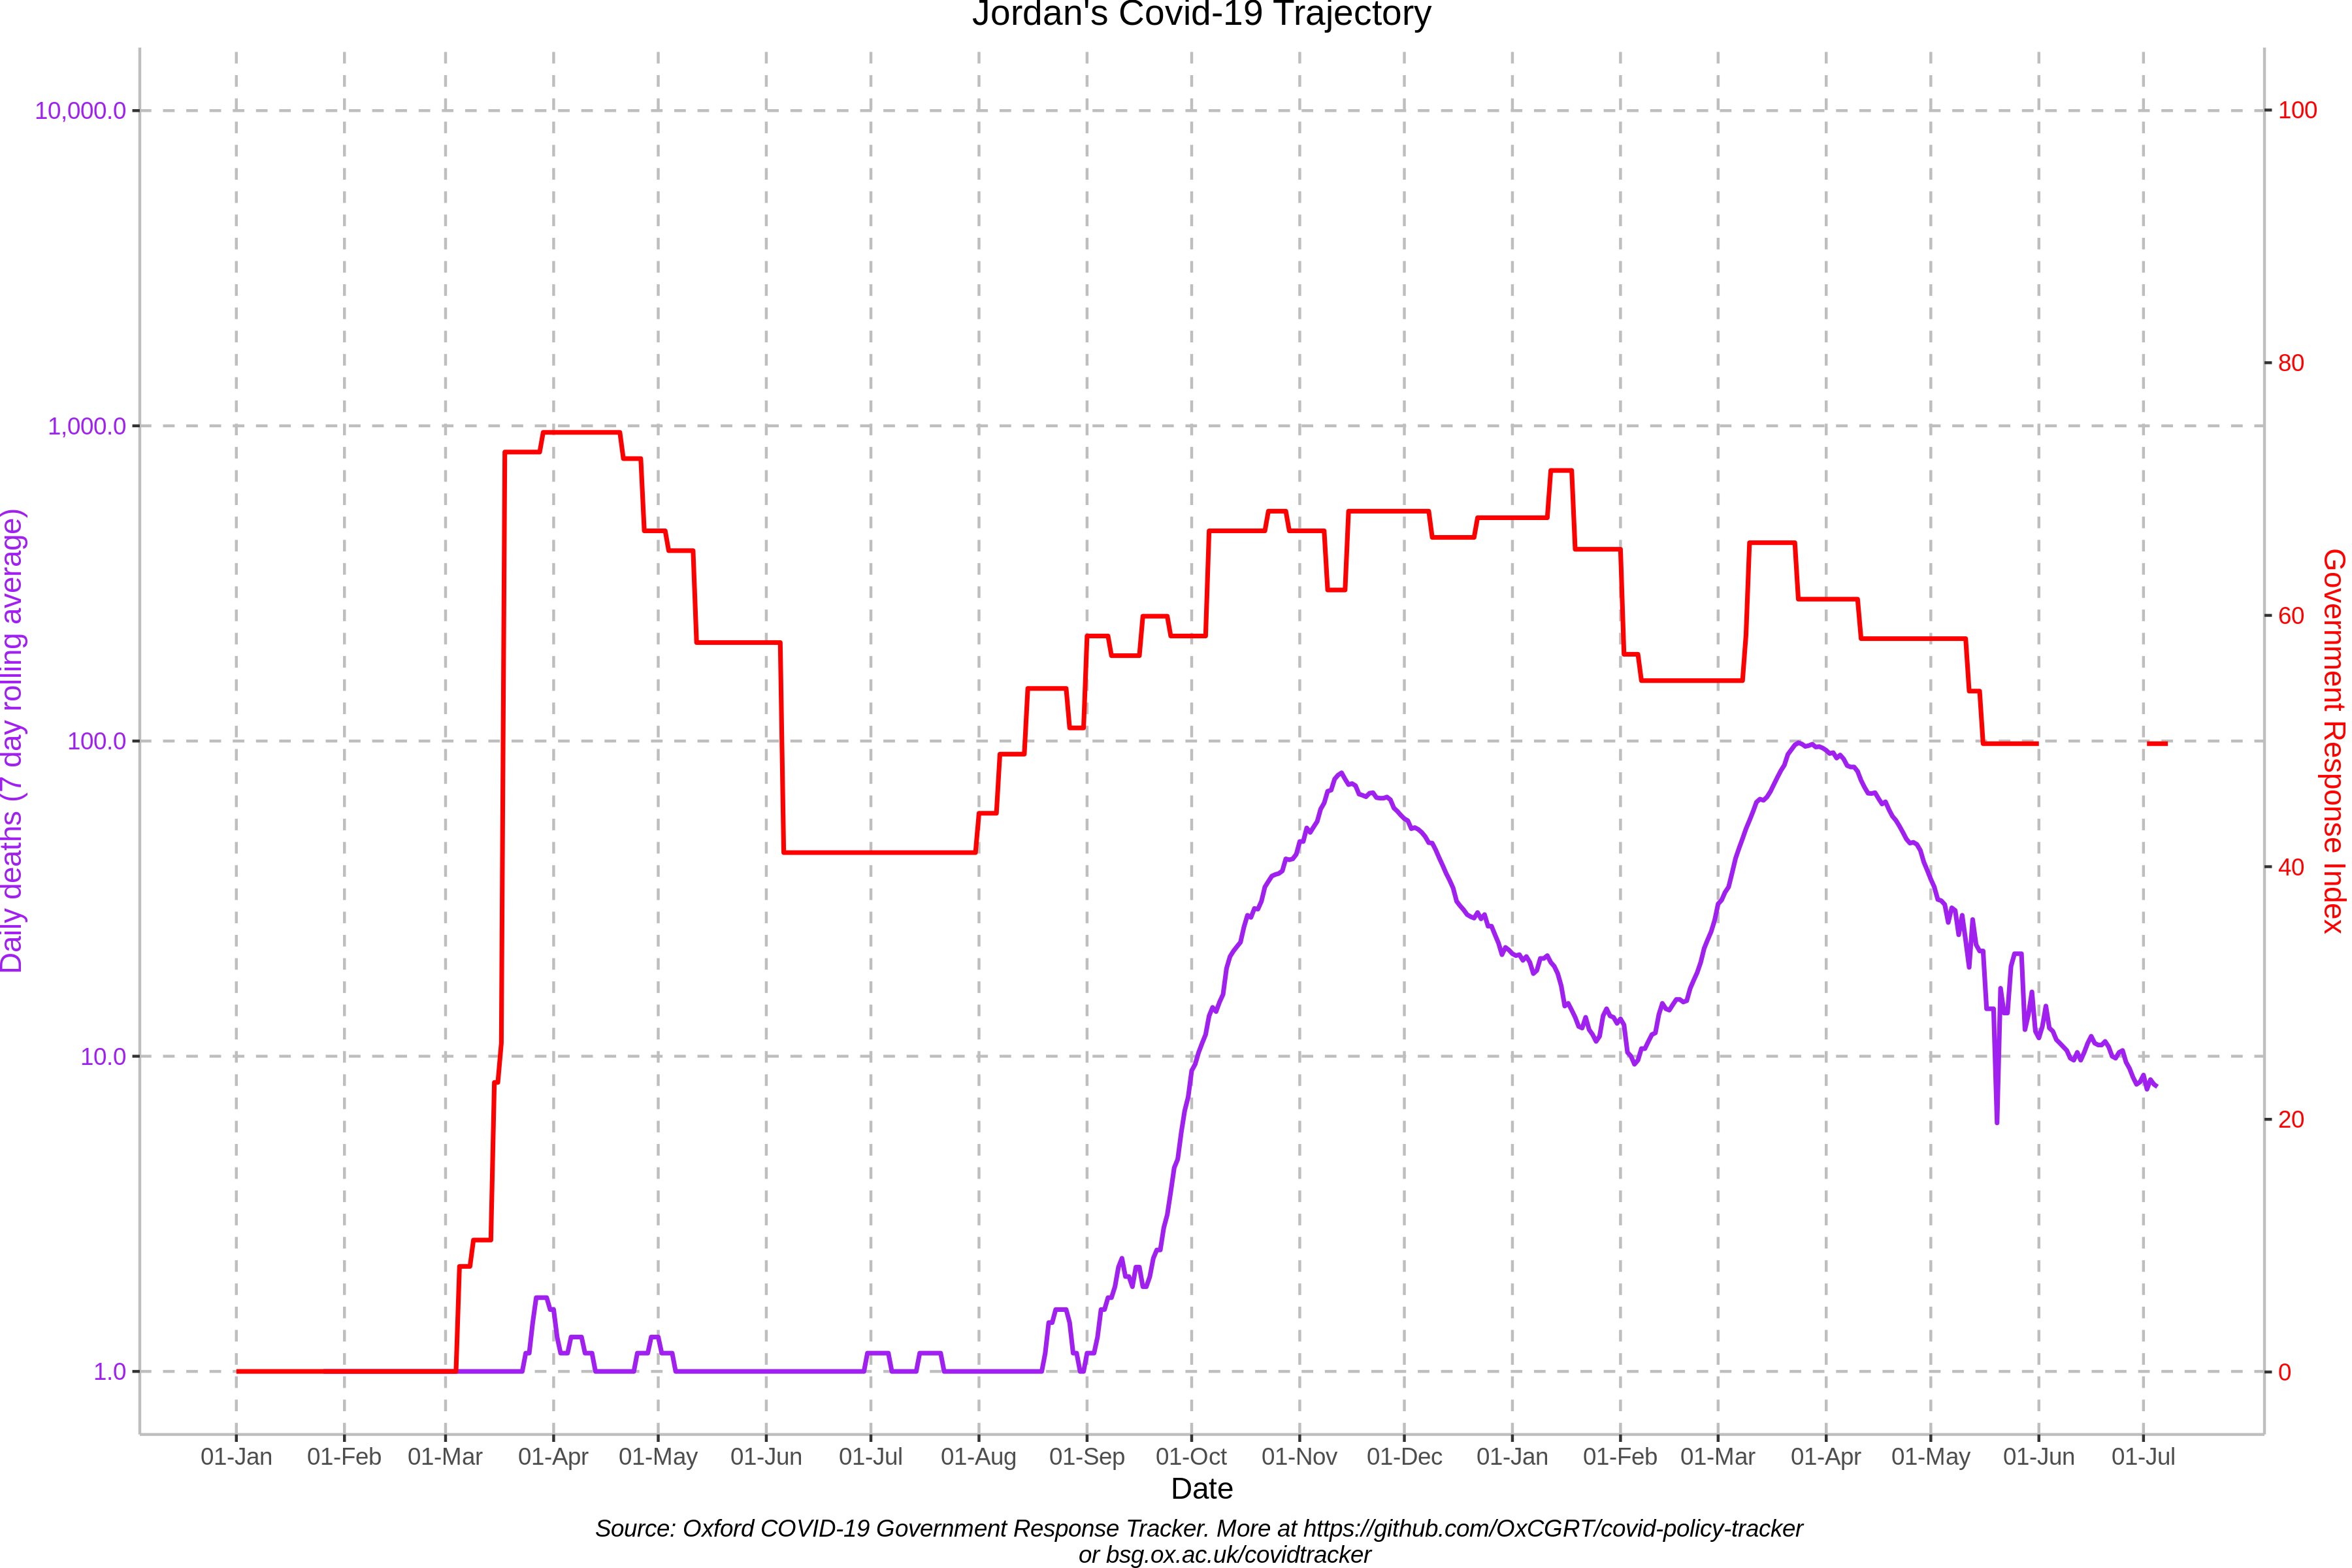 Jordan's Covid-19 Trajectory
10,000.0
1,000.0
100.0
10.0
1.0
Daily deaths (7 day rolling average)
100
80
60
40
20
0
Government Response Index
01-Jan 01-Feb 01-Mar 01-Apr 01-May 01-Jun 01-Jul 01-Aug 01-Sep 01-Oct 01-Nov 01-Dec 01-Jan 01-Feb 01-Mar 01-Apr 01-May 01-Jun 01-Jul
Date
Source: Oxford COVID-19 Government Response Tracker. More at https://github.com/OxCGRT/covid-policy-tracker
or bsg.ox.ac.uk/covidtracker